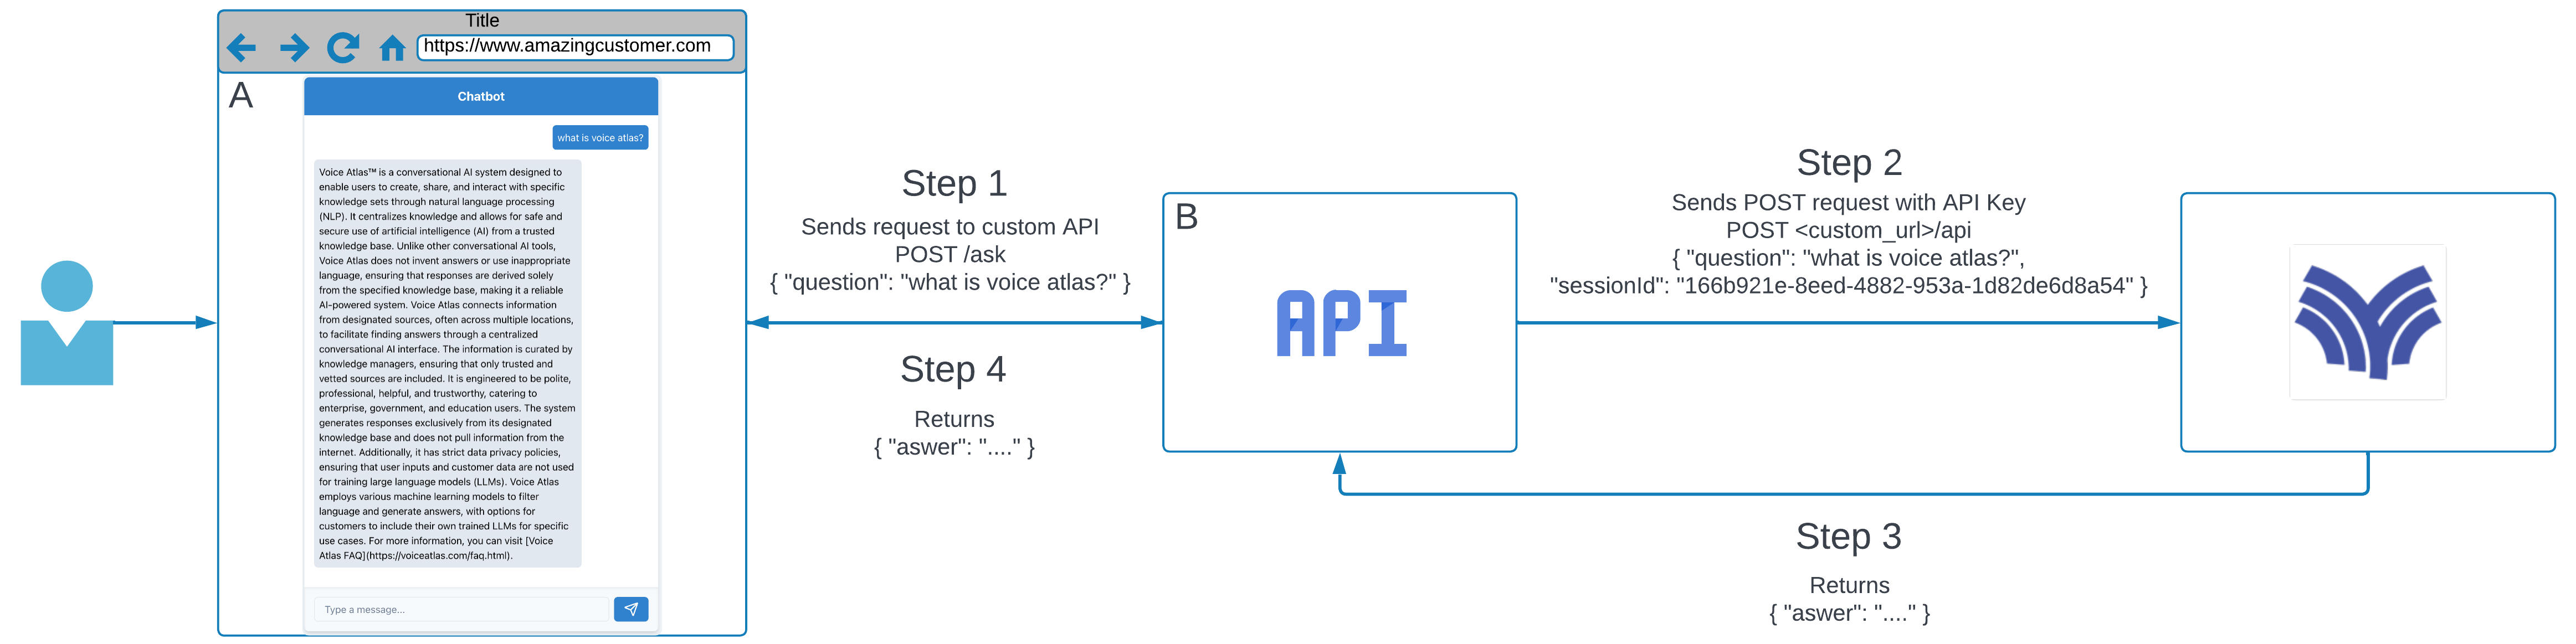 Title
https://www.amazingcustomer.com
A
Chatbot
what is voice atlas?
Voice Atlas™ is a conversational AI system designed to
enable users to create, share, and interact with specific
knowledge sets through natural language processing
(NLP). It centralizes knowledge and allows for safe and
secure use of artificial intelligence (AI) from a trusted
knowledge base. Unlike other conversational AI tools,
Voice Atlas does not invent answers or use inappropriate
language, ensuring that responses are derived solely
from the specified knowledge base, making it a reliable
AI-powered system. Voice Atlas connects information
from designated sources, often across multiple locations,
to facilitate finding answers through a centralized
conversational AI interface. The information is curated by
knowledge managers, ensuring that only trusted and
vetted sources are included. It is engineered to be polite,
professional, helpful, and trustworthy, catering to
enterprise, government, and education users. The system
generates responses exclusively from its designated
knowledge base and does not pull information from the
internet. Additionally, it has strict data privacy policies,
ensuring that user inputs and customer data are not used
for training large language models (LLMs). Voice Atlas
employs various machine learning models to filter
language and generate answers, with options for
customers to include their own trained LLMs for specific
use cases. For more information, you can visit [Voice
Atlas FAQ](https://voiceatlas.com/faq.html).
Type a message...
Step 1
Sends request to custom API
POST /ask
{ "question": "what is voice atlas?" }
Step 4
Returns
{ "aswer": "...." }
B
API
Step 2
Sends POST request with API Key
POST <custom_url>/api
{ "question": "what is voice atlas?",
"sessionId": "166b921e-8eed-4882-953a-1d82de6d8a54" }
Step 3
Returns
{ "aswer": "...." }